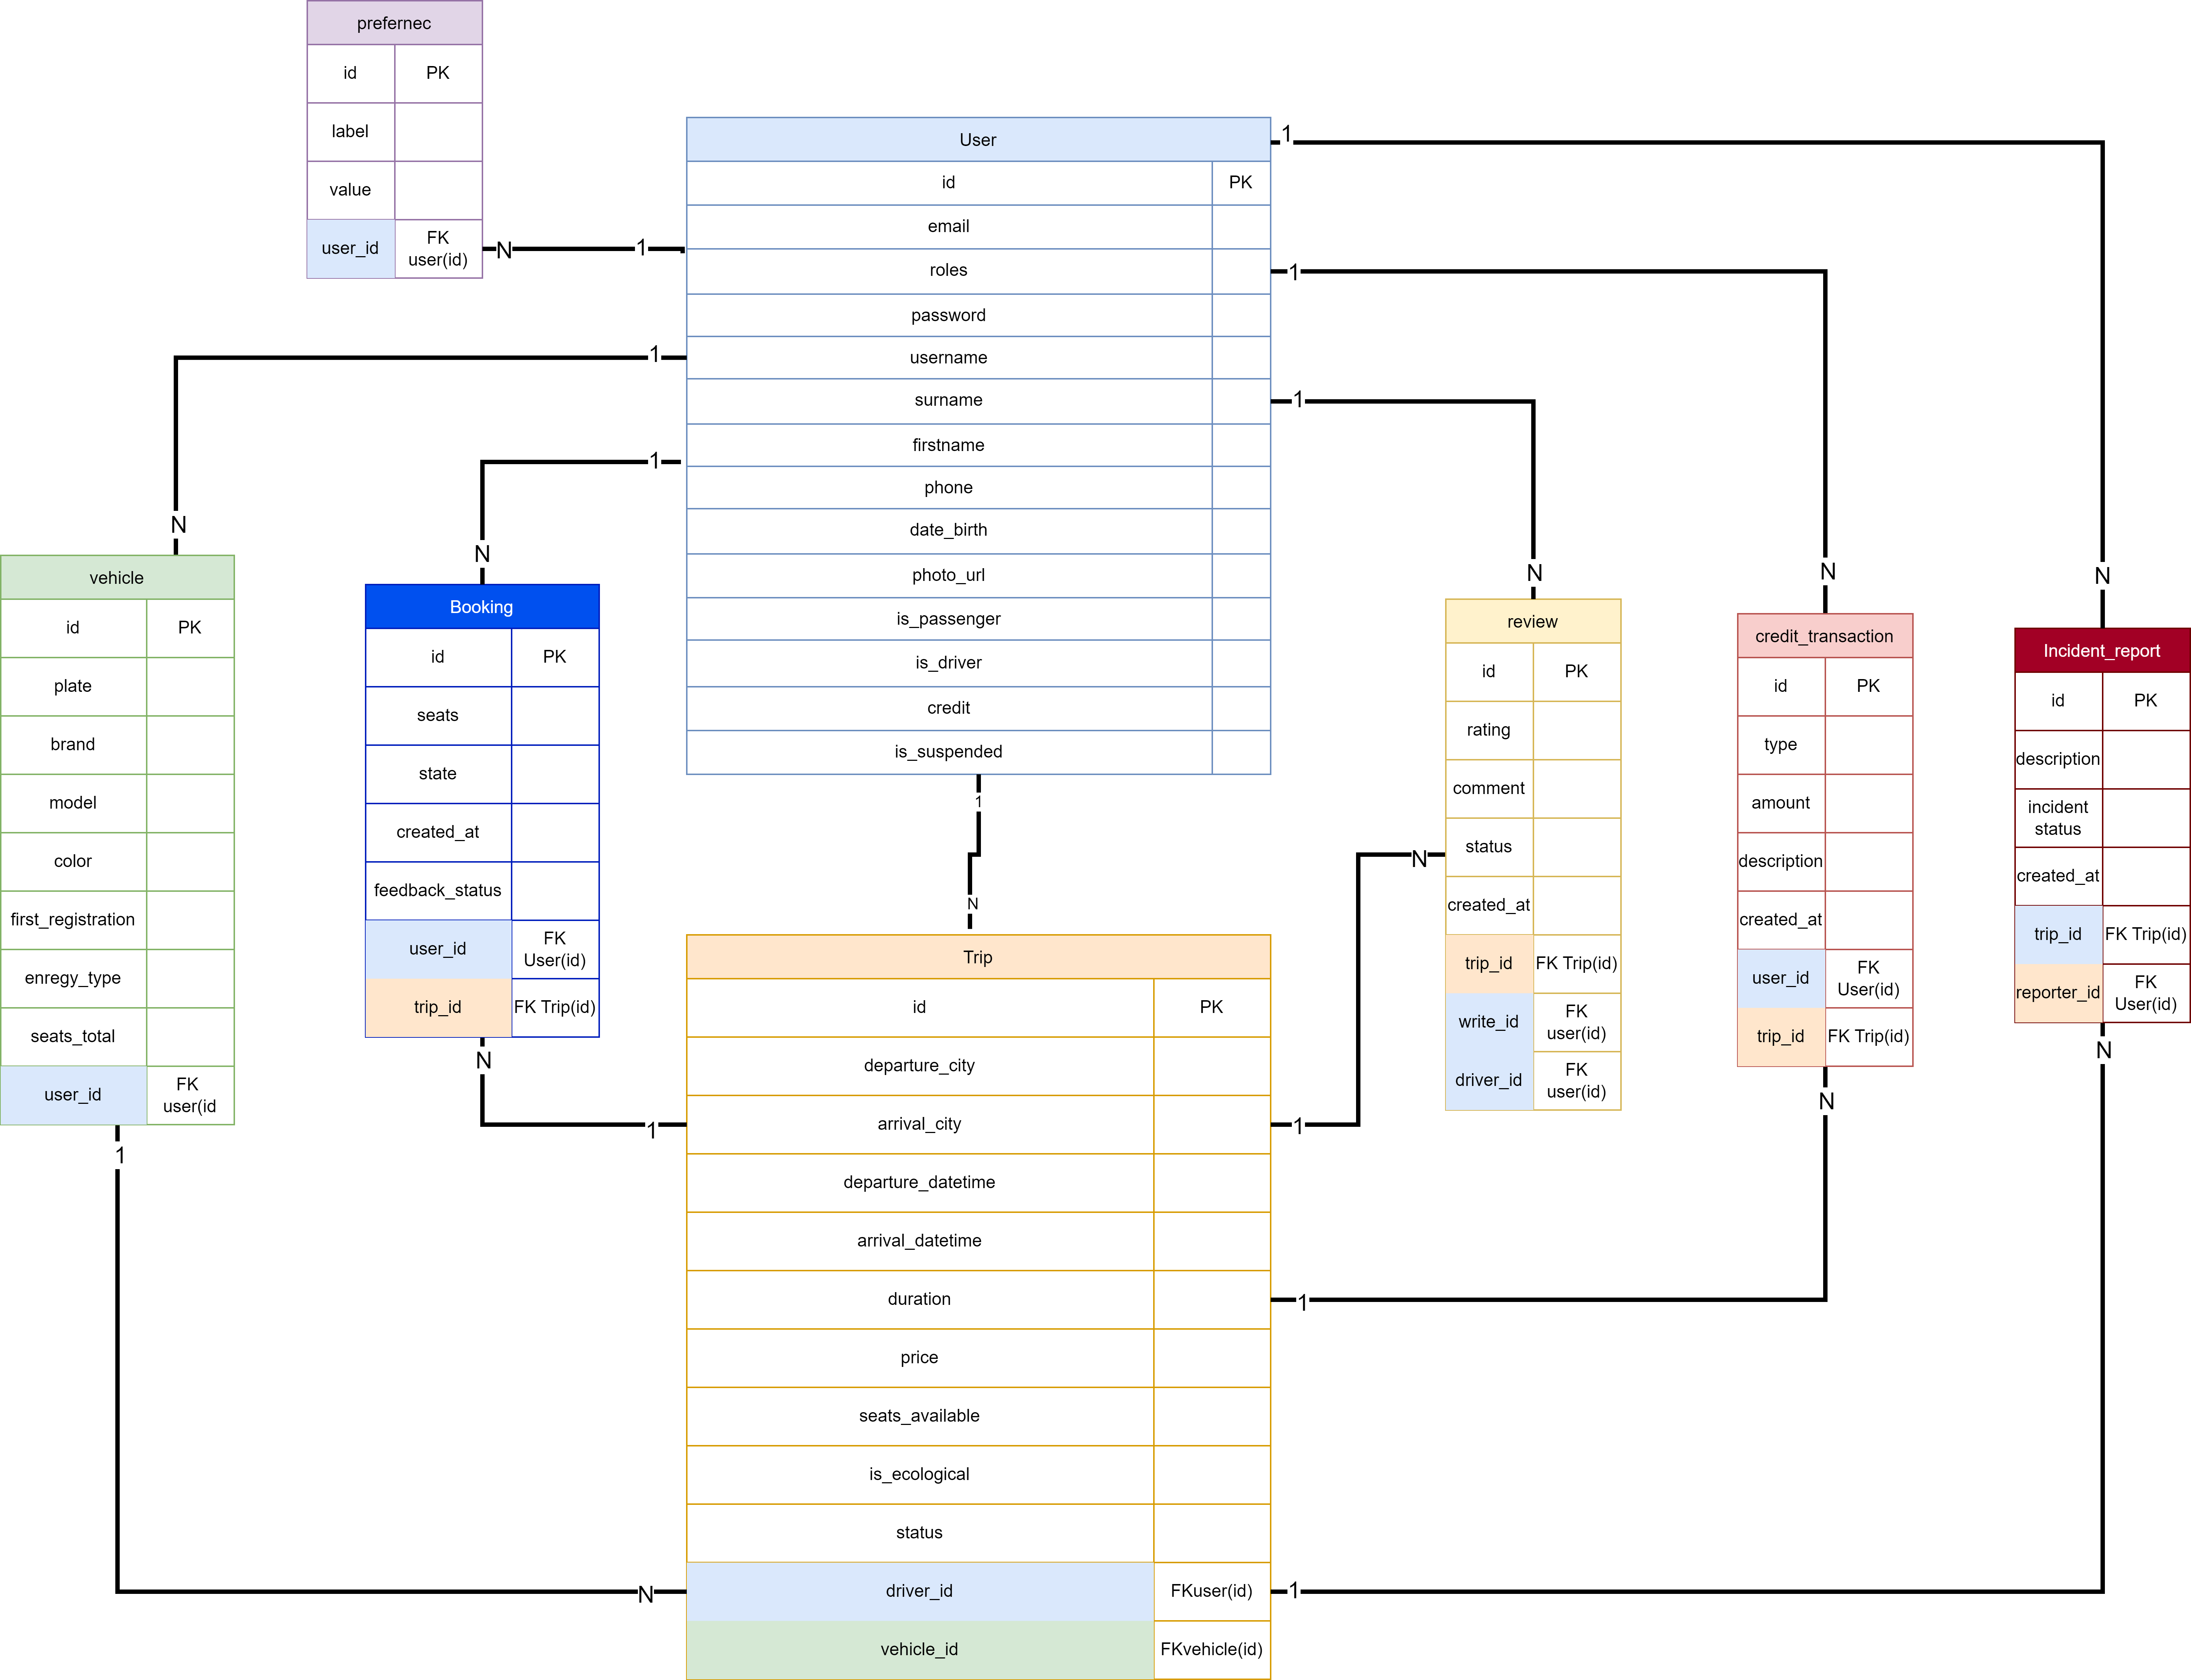 prefernec
id PK
label
value
user_id FK
user(id)
N 1
User
id PK
email
roles
password
username
surname
firstname
phone
date_birth
photo_url
is_passenger
is_driver
credit
is_suspended
1
1
1
1
1
N
N
N
N
N
vehicle
id PK
plate
brand
model
color
first_registration
enregy_type
seats_total
user_id FK
user(id
1
Booking
id PK
seats
state
created_at
feedback_status
user_id FK
User(id)
trip_id FK Trip(id)
N
1
1
N
review
id PK
rating
comment
status
created_at
trip_id FK Trip(id)
write_id FK
user(id)
driver_id FK
user(id)
N
1
credit_transaction
id PK
type
amount
description
created_at
user_id FK
User(id)
trip_id FK Trip(id)
N
1
Incident_report
id PK
description
incident
status
created_at
trip_id FK Trip(id)
reporter_id FK
User(id)
N
1
Trip
id PK
departure_city
arrival_city
departure_datetime
arrival_datetime
duration
price
seats_available
is_ecological
status
driver_id FKuser(id)
vehicle_id FKvehicle(id)
N